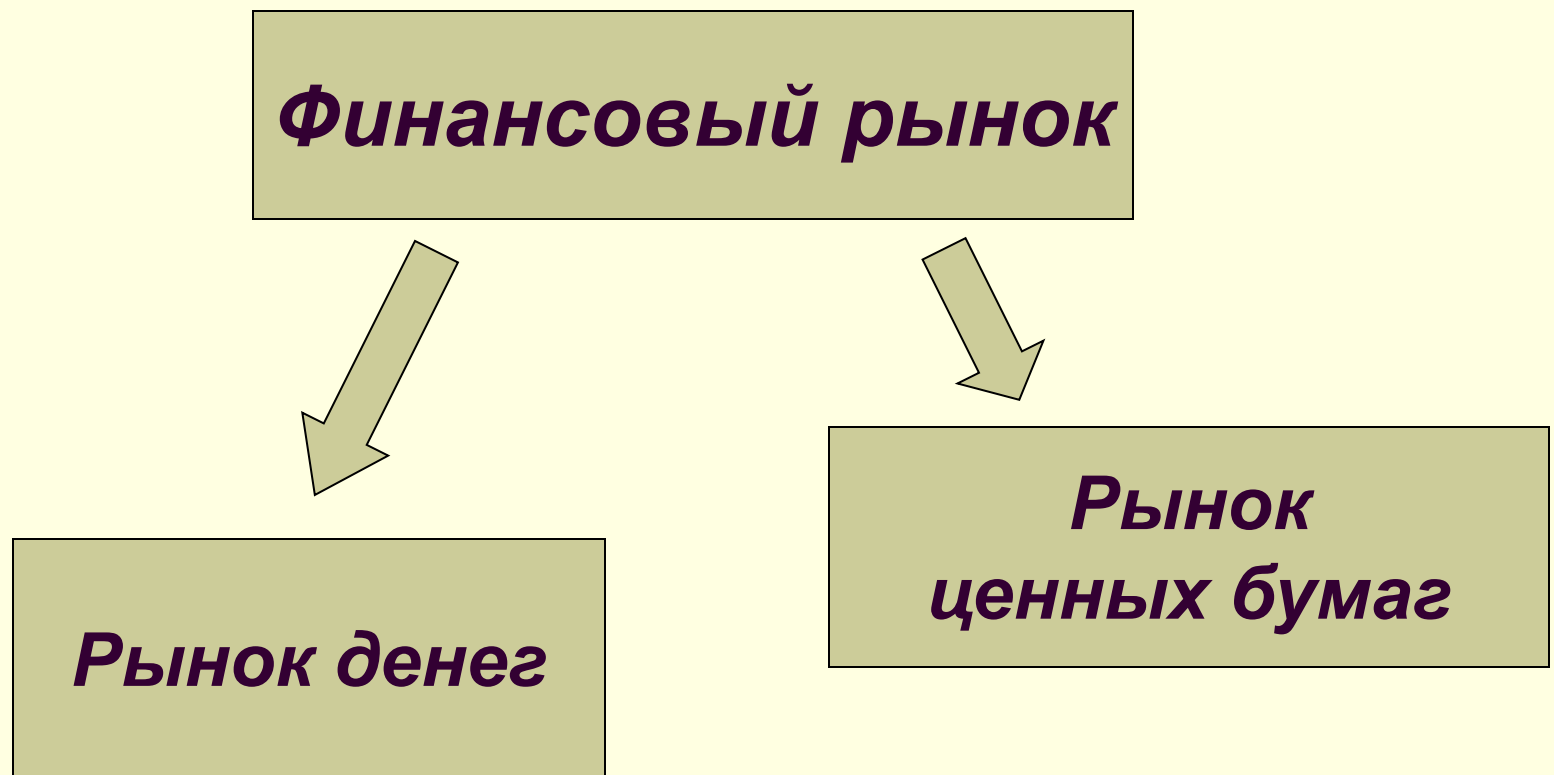 Финансовый рынок
Рынок
ценных бумаг
Рынок денег